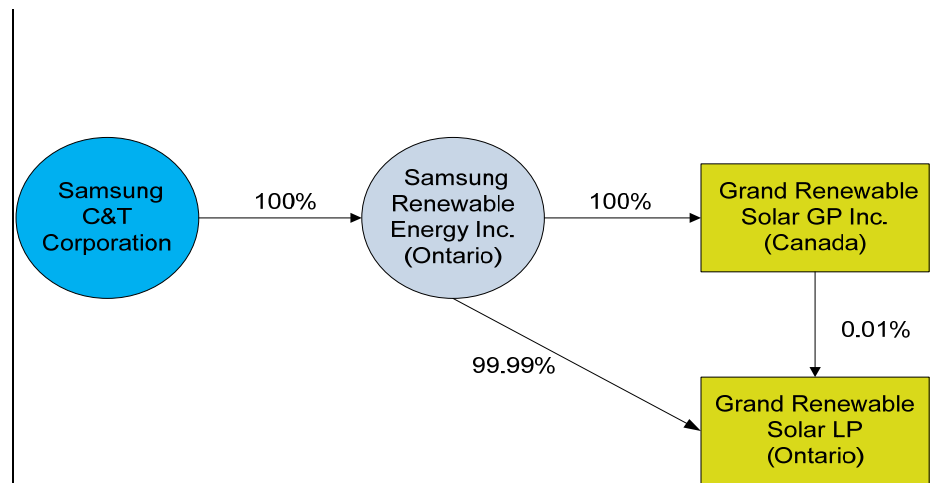 Samsung
C&T
Corporation
100%
Samsung
Renewable
Energy Inc.
(Ontario)
100%
Grand Renewable
Solar GP Inc.
(Canada)
0.01%
99.99%
Grand Renewable
Solar LP
(Ontario)